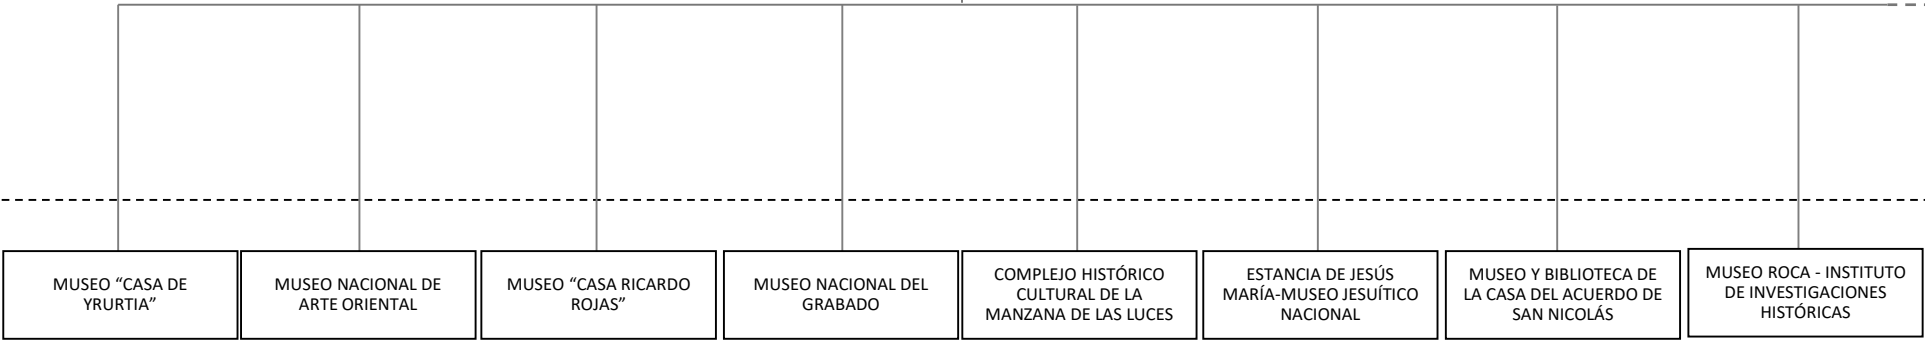 MUSEO “CASA DE
YRURTIA”
MUSEO NACIONAL DE
ARTE ORIENTAL
MUSEO “CASA RICARDO
ROJAS”
MUSEO NACIONAL DEL
GRABADO
COMPLEJO HISTÓRICO
CULTURAL DE LA
MANZANA DE LAS LUCES
ESTANCIA DE JESÚS
MARÍA-MUSEO JESUÍTICO
NACIONAL
MUSEO Y BIBLIOTECA DE
LA CASA DEL ACUERDO DE
SAN NICOLÁS
MUSEO ROCA - INSTITUTO
DE INVESTIGACIONES
HISTÓRICAS